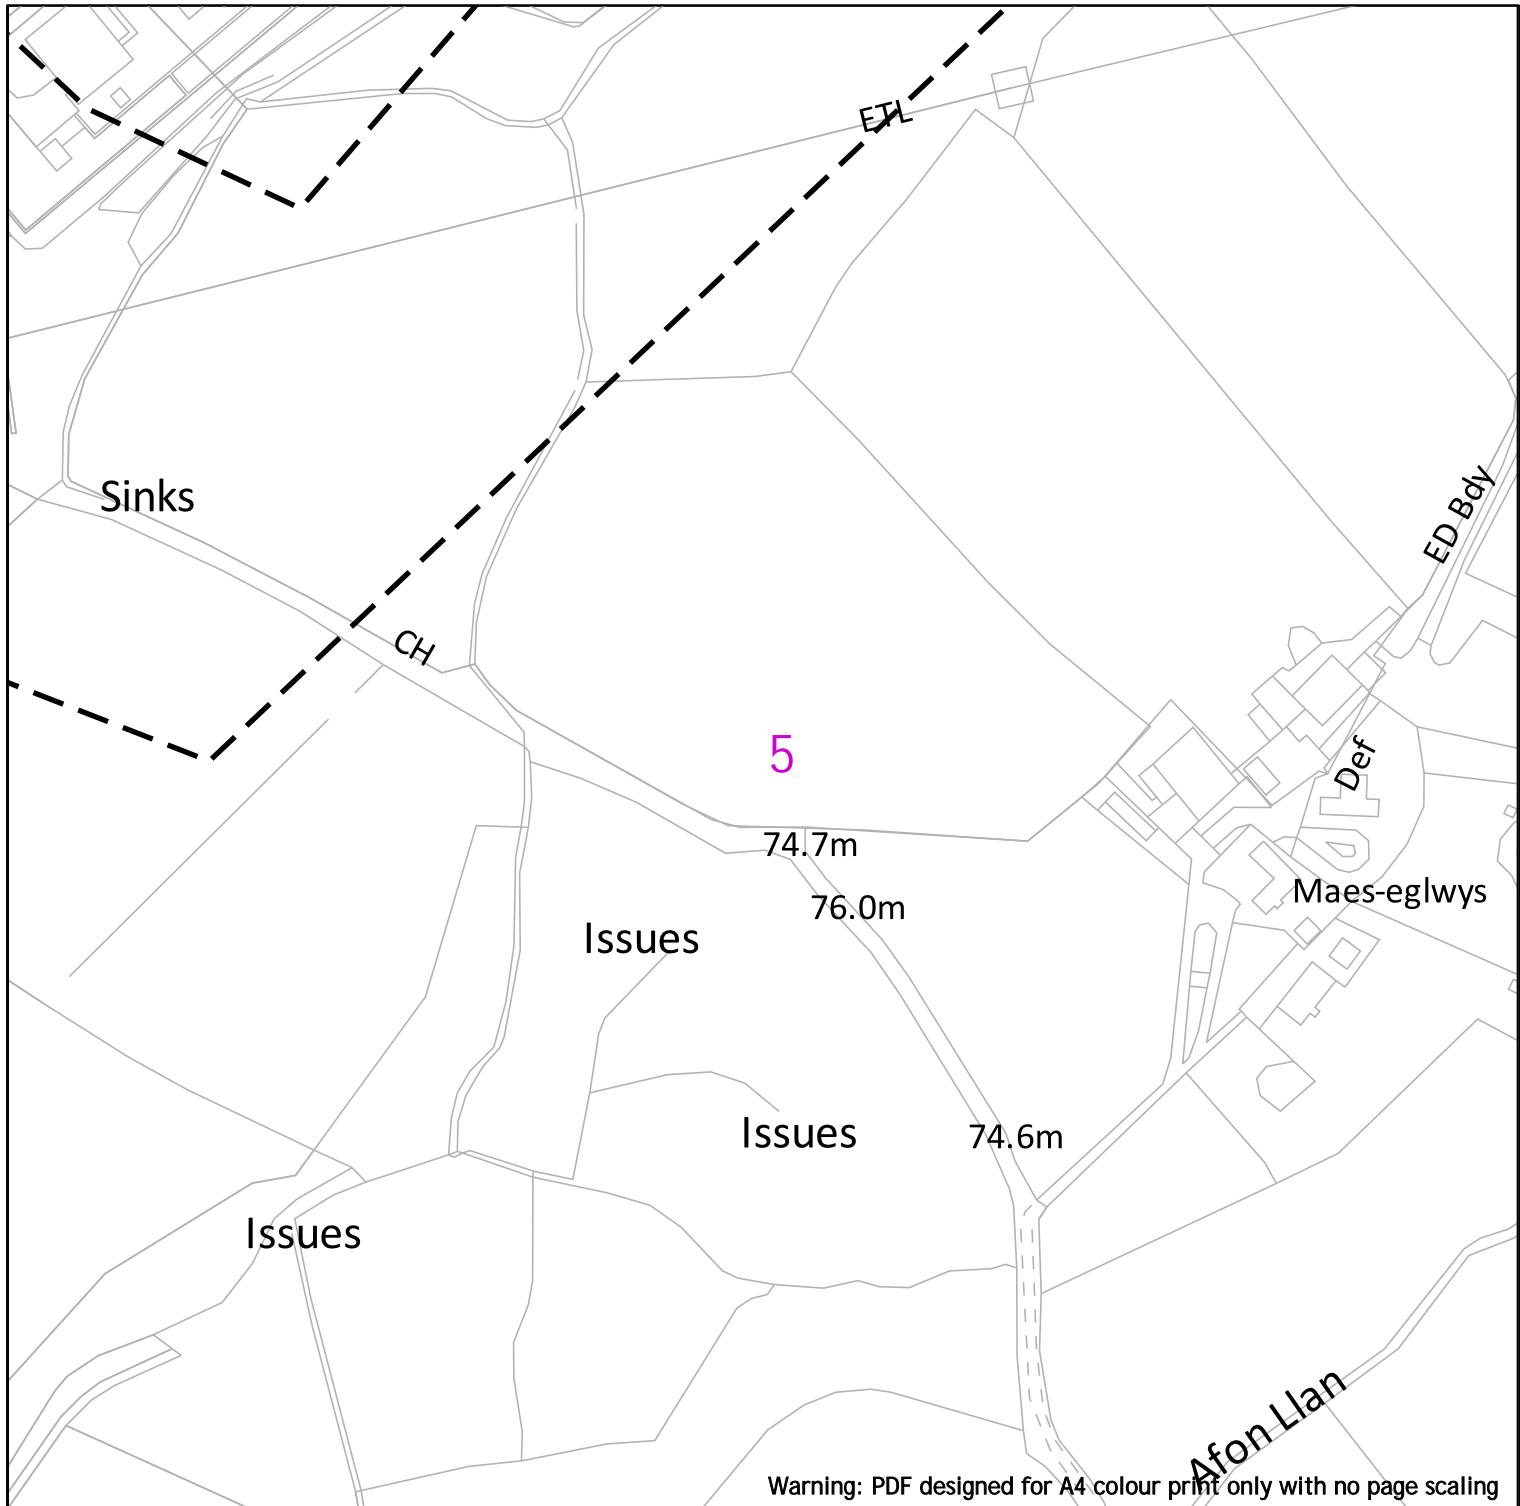 ETL
Sinks
ED Bdy
CH
5
Def
74.7m
Maes-eglwys
76.0m
Issues
Issues
74.6m
Issues
Afon Llan
Warning: PDF designed for A4 colour print only with no page scaling